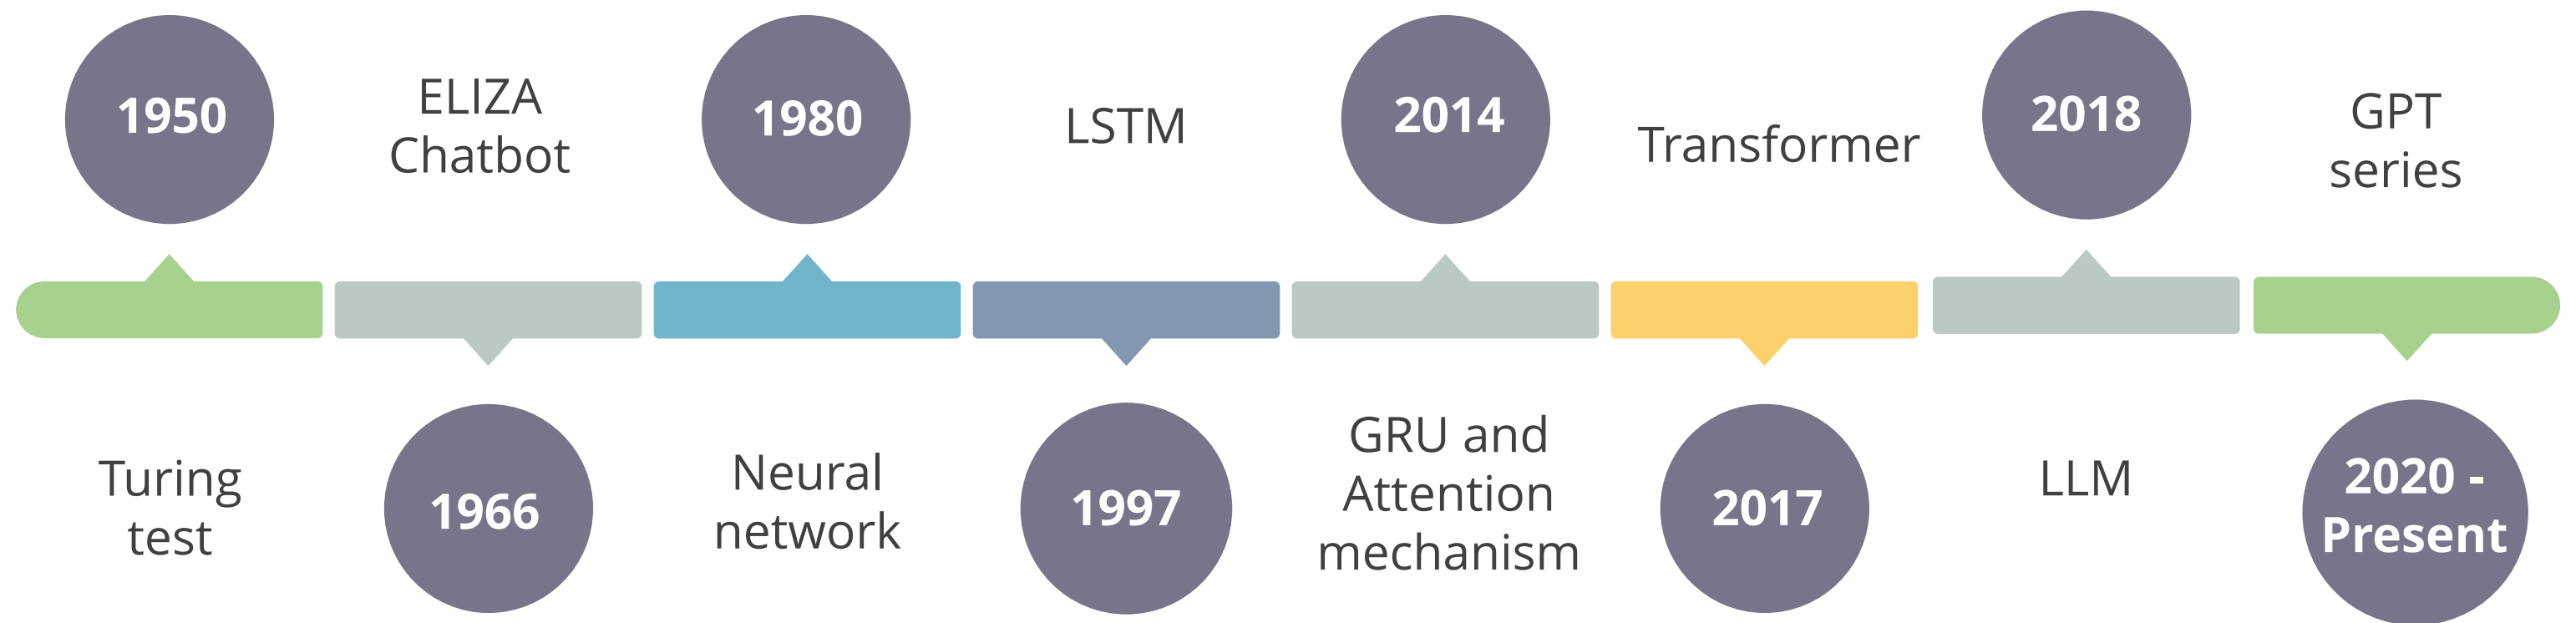 1950
Turing
test
ELIZA
Chatbot
1966
1980
Neural
network
LSTM
1997
2014
GRU and
Attention
mechanism
Transformer
2017
2018
LLM
GPT
series
2020 -
Present